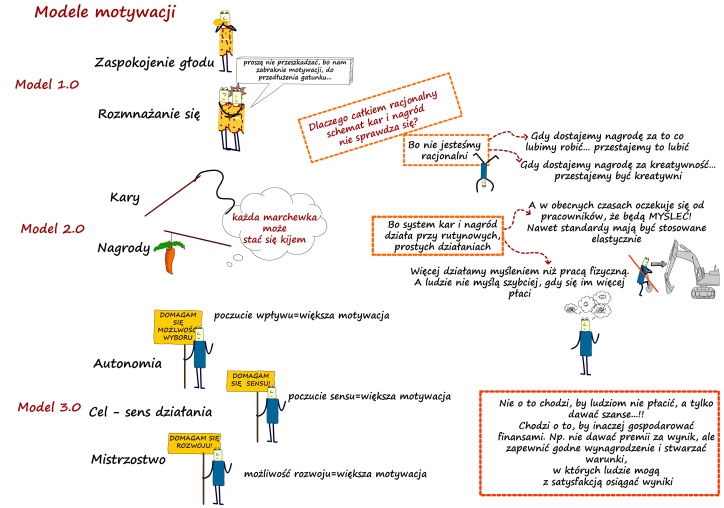 Modele motywacji
Zaspokojenie głodu
proszę nie przeszkadzać, bo nam
zabraknie motywacji, do
przedłużenia gatunku...
Model 1.0
Rozmnażanie się
Dlaczego całkiem racjonalny
schemat kar i nagród
nie sprawdza się?
Bo nie jesteśmy
racjonalni
Gdy dostajemy nagrodę za to co
lubimy robić... przestajemy to lubić
Gdy dostajemy nagrodę za kreatywność...
przestajemy być kreatywni
Kary
Model 2.0
Nagrody
każda marchewka
może
stać się kijem
Bo system kar i nagród
działa przy rutynowych,
prostych działaniach
A w obecnych czasach oczekuje się od
pracowników, że będą MYŚLEĆ!
Nawet standardy mają być stosowane
elastycznie
Więcej działamy myśleniem niż pracą fizyczną.
A ludzie nie myślą szybciej, gdy się im więcej
płaci
DOMAGAM
SIĘ
MOŻLWOŚĆ
WYBORU
poczucie wpływu=większa motywacja
Autonomia
DOMAGAM
SIĘ SENSU!
poczucie sensu=większa motywacja
Model 3.0
Cel - sens działania
DOMAGAM SIĘ
ROZWOJU!
Mistrzostwo
możliwość rozwoju=większa motywacja
Nie o to chodzi, by ludziom nie płacić, a tylko
dawać szanse...!!
Chodzi o to, by inaczej gospodarować
finansami. Np. nie dawać premii za wynik, ale
zapewnić godne wynagrodzenie i stwarzać
warunki,
w których ludzie mogą
z satysfakcją osiągać wyniki